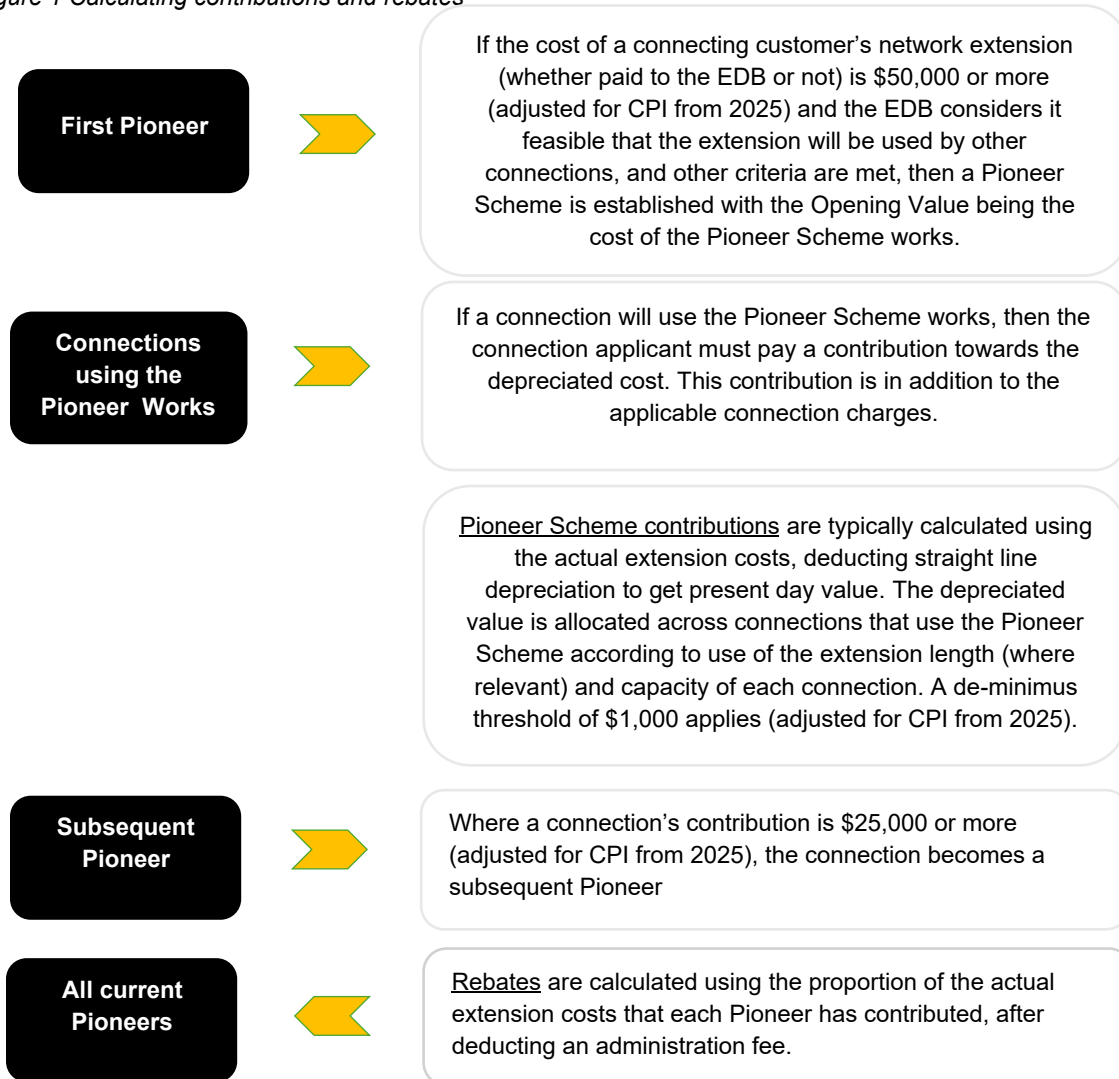 Figure 1 Calculating contributions and rebates
First Pioneer
If the cost of a connecting customer’s network extension
(whether paid to the EDB or not) is $50,000 or more
(adjusted for CPI from 2025) and the EDB considers it
feasible that the extension will be used by other
connections, and other criteria are met, then a Pioneer
Scheme is established with the Opening Value being the
cost of the Pioneer Scheme works.
Connections
using the
Pioneer Works
If a connection will use the Pioneer Scheme works, then the
connection applicant must pay a contribution towards the
depreciated cost. This contribution is in addition to the
applicable connection charges.
Pioneer Scheme contributions are typically calculated using
the actual extension costs, deducting straight line
depreciation to get present day value. The depreciated
value is allocated across connections that use the Pioneer
Scheme according to use of the extension length (where
relevant) and capacity of each connection. A de-minimus
threshold of $1,000 applies (adjusted for CPI from 2025).
Subsequent
Pioneer
Where a connection’s contribution is $25,000 or more
(adjusted for CPI from 2025), the connection becomes a
subsequent Pioneer
All current
Pioneers
Rebates are calculated using the proportion of the actual
extension costs that each Pioneer has contributed, after
deducting an administration fee.